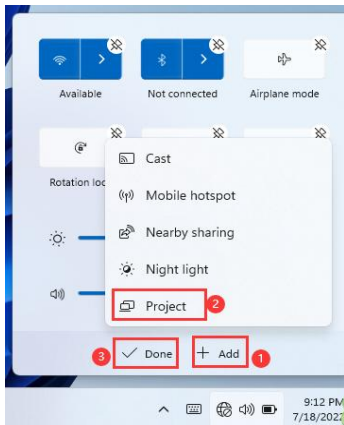 Available Not connected Airplane mode
Rotation loc
Cast
Mobile hotspot
Nearby sharing
Night light
Project 2
3 Done Add 1
9:12 PM
7/18/2022